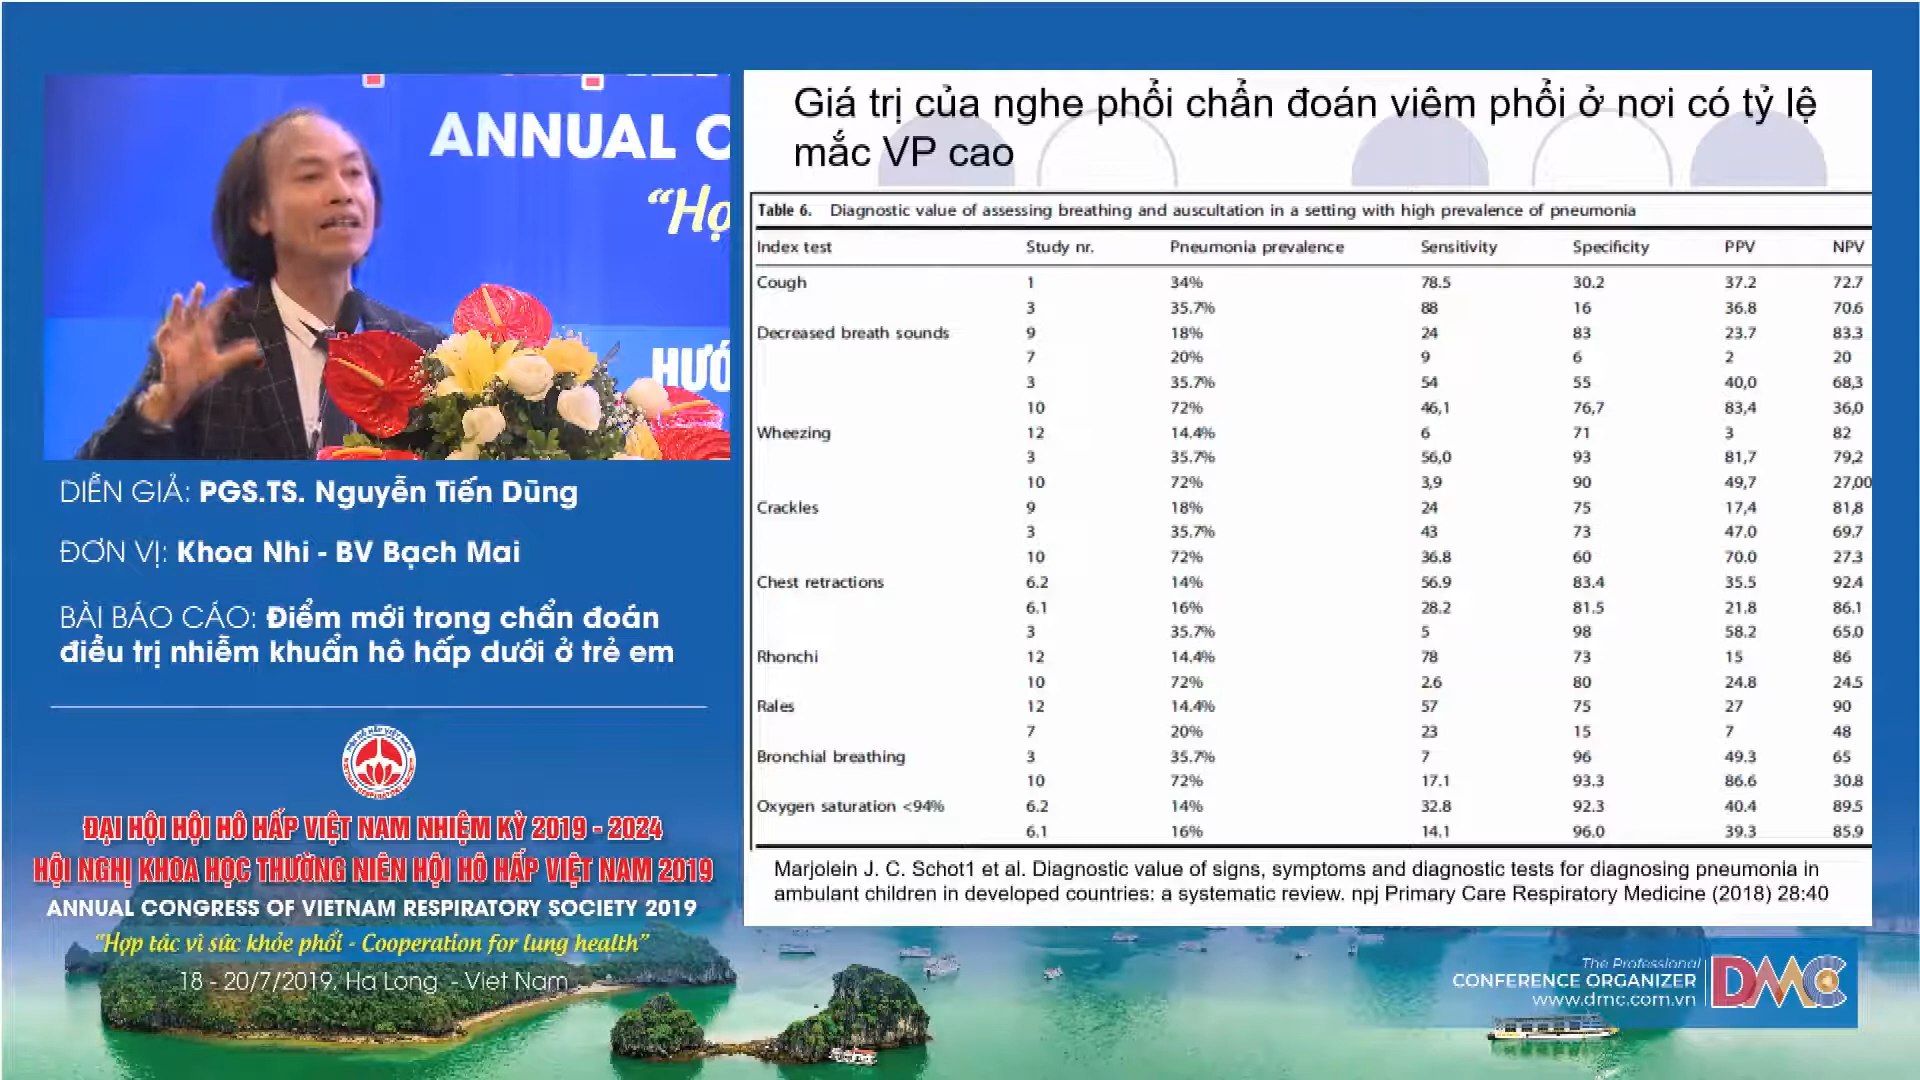 ANNUAL C
“Họ
HƯỚ
DIỄN GIẢ: PGS.TS. Nguyễn Tiến Dũng
ĐƠN VỊ: Khoa Nhi - BV Bạch Mai
BÀI BÁO CÁO: Điểm mới trong chẩn đoán
điều trị nhiễm khuẩn hô hấp dưới ở trẻ em
ĐẠI HỘI HỘI HÔ HẤP VIỆT NAM NHIỆM KỲ 2019 - 2024
HỘI NGHỊ KHOA HỌC THƯỜNG NIÊN HỘI HÔ HẤP VIỆT NAM 2019
ANNUAL CONGRESS OF VIETNAM RESPIRATORY SOCIETY 2019
“Hợp tác vì sức khỏe phổi - Cooperation for lung health”
18 - 20/7/2019. Ha Long - Viet Nam
Giá trị của nghe phổi chẩn đoán viêm phổi ở nơi có tỷ lệ
mắc VP cao
Table 6. Diagnostic value of assessing breathing and auscultation in a setting with high prevalence of pneumonia
Index test Study nr. Pneumonia prevalence Sensitivity Specificity PPV NPV
Cough 1 34% 78.5 30.2 37.2 72.7
3 35.7% 88 16 36.8 70.6
Decreased breath sounds 9 18% 24 83 23.7 83.3
7 20% 9 6 2 20
3 35.7% 54 55 40,0 68,3
10 72% 46,1 76,7 83,4 36,0
Wheezing 12 14.4% 6 71 3 82
3 35.7% 56,0 93 81,7 79,2
10 72% 3,9 90 49,7 27,00
Crackles 9 18% 24 75 17,4 81,8
3 35.7% 43 73 47.0 69.7
10 72% 36.8 60 70.0 27.3
Chest retractions 6.2 14% 56.9 83.4 35.5 92.4
6.1 16% 28.2 81.5 21.8 86.1
3 35.7% 5 98 58.2 65.0
Rhonchi 12 14.4% 78 73 15 86
10 72% 2.6 80 24.8 24.5
Rales 12 14.4% 57 75 27 90
7 20% 23 15 7 48
Bronchial breathing 3 35.7% 7 96 49.3 65
10 72% 17.1 93.3 86.6 30.8
Oxygen saturation <94% 6.2 14% 32.8 92.3 40.4 89.5
6.1 16% 14.1 96.0 39.3 85.9
Marjolein J. C. Schot1 et al. Diagnostic value of signs, symptoms and diagnostic tests for diagnosing pneumonia in
ambulant children in developed countries: a systematic review. npj Primary Care Respiratory Medicine (2018) 28:40
The Professional
CONFERENCE ORGANIZER
www.dmc.com.vn
DMC